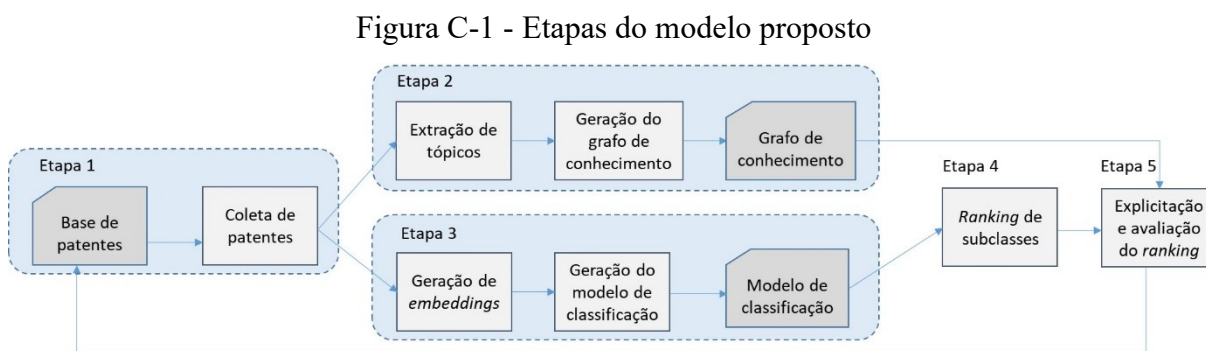 Figura C-1 - Etapas do modelo proposto
Etapa 1
Base de
patentes
Coleta de
patentes
Etapa 2
Extração de
tópicos
Geração do
grafo de
conhecimento
Grafo de
conhecimento
Etapa 3
Geração de
embeddings
Geração do
modelo de
classificação
Modelo de
classificação
Etapa 4
Ranking de
subclasses
Etapa 5
Explicitação
e avaliação
do ranking